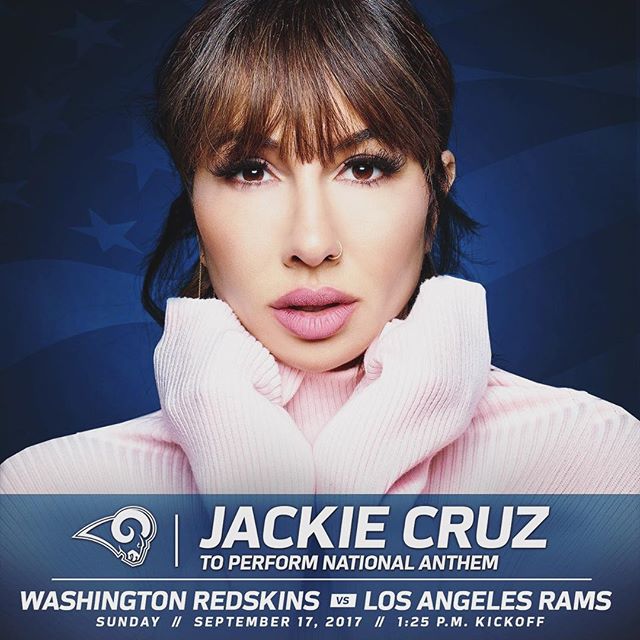 JACKIE CRUZ
TO PERFORM NATIONAL ANTHEM
WASHINGTON REDSKINS VS LOS ANGELES RAMS
SUNDAY // SEPTEMBER 17, 2017 // 1:25 P.M. KICKOFF